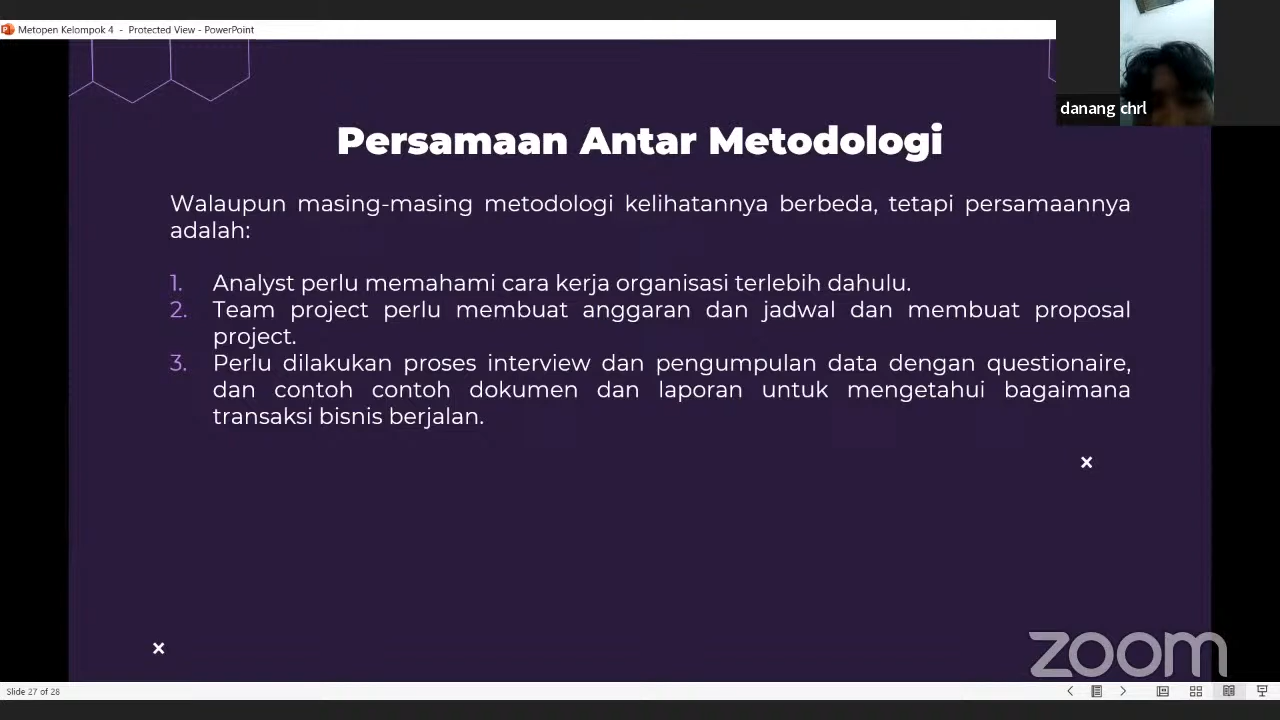 Metopen Kelompok 4 - Protected View - PowerPoint
danang chrl
Persamaan Antar Metodologi
Walaupun masing-masing metodologi kelihatannya berbeda, tetapi persamaannya
adalah:
1. Analyst perlu memahami cara kerja organisasi terlebih dahulu.
2. Team project perlu membuat anggaran dan jadwal dan membuat proposal
project.
3. Perlu dilakukan proses interview dan pengumpulan data dengan questionaire,
dan contoh contoh dokumen dan laporan untuk mengetahui bagaimana
transaksi bisnis berjalan.
zoom
Slide 27 of 28